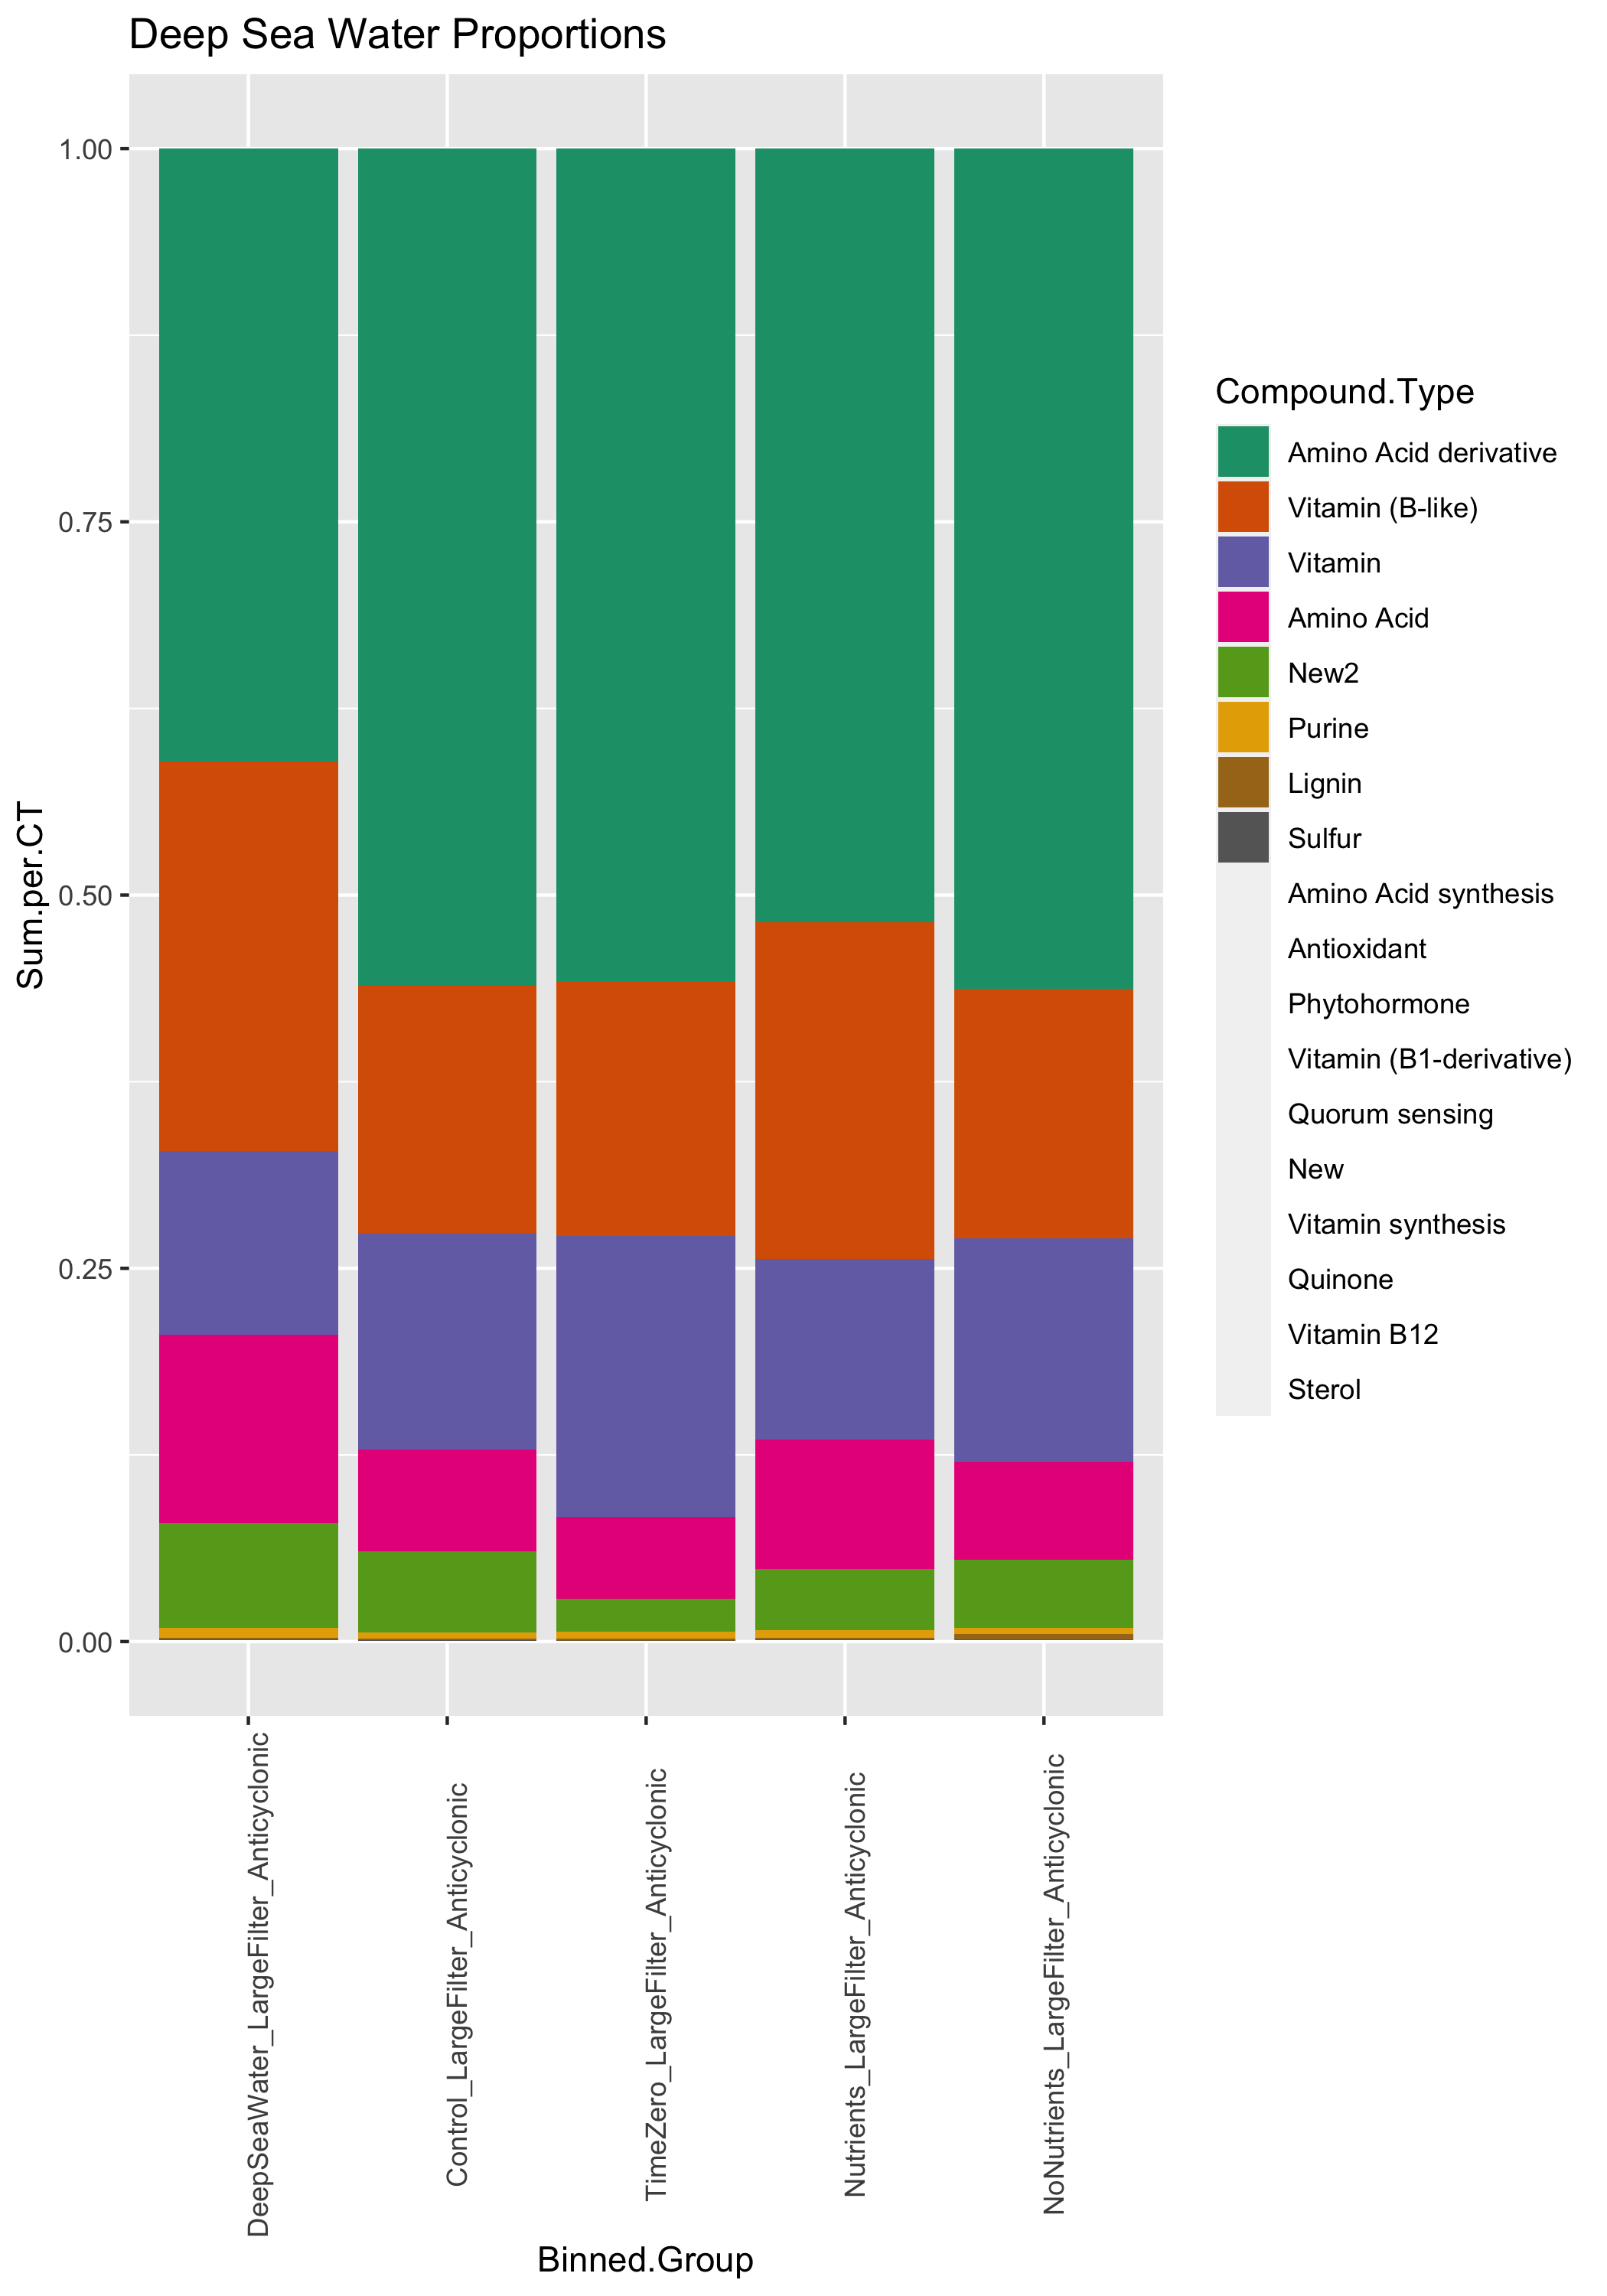 Deep Sea Water Proportions
Sum.per.CT
1.00
0.75
0.50
0.25
0.00
DeepSeaWater_LargeFilter_Anticyclonic
Control_LargeFilter_Anticyclonic
TimeZero_LargeFilter_Anticyclonic
Nutrients_LargeFilter_Anticyclonic
NoNutrients_LargeFilter_Anticyclonic
Binned.Group
Compound.Type
Amino Acid derivative
Vitamin (B-like)
Vitamin
Amino Acid
New2
Purine
Lignin
Sulfur
Amino Acid synthesis
Antioxidant
Phytohormone
Vitamin (B1-derivative)
Quorum sensing
New
Vitamin synthesis
Quinone
Vitamin B12
Sterol